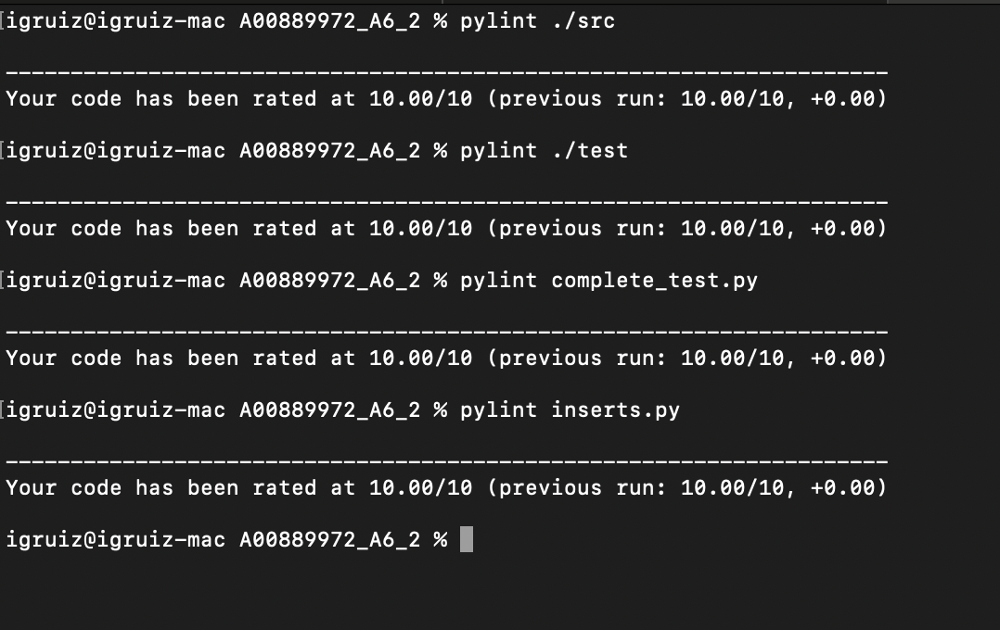 igruiz@igruiz-mac A00889972_A6_2 % pylint ./src
--------------------------------------------------------------------
Your code has been rated at 10.00/10 (previous run: 10.00/10, +0.00)
igruiz@igruiz-mac A00889972_A6_2 % pylint ./test
--------------------------------------------------------------------
Your code has been rated at 10.00/10 (previous run: 10.00/10, +0.00)
igruiz@igruiz-mac A00889972_A6_2 % pylint complete_test.py
--------------------------------------------------------------------
Your code has been rated at 10.00/10 (previous run: 10.00/10, +0.00)
igruiz@igruiz-mac A00889972_A6_2 % pylint inserts.py
--------------------------------------------------------------------
Your code has been rated at 10.00/10 (previous run: 10.00/10, +0.00)
igruiz@igruiz-mac A00889972_A6_2 %